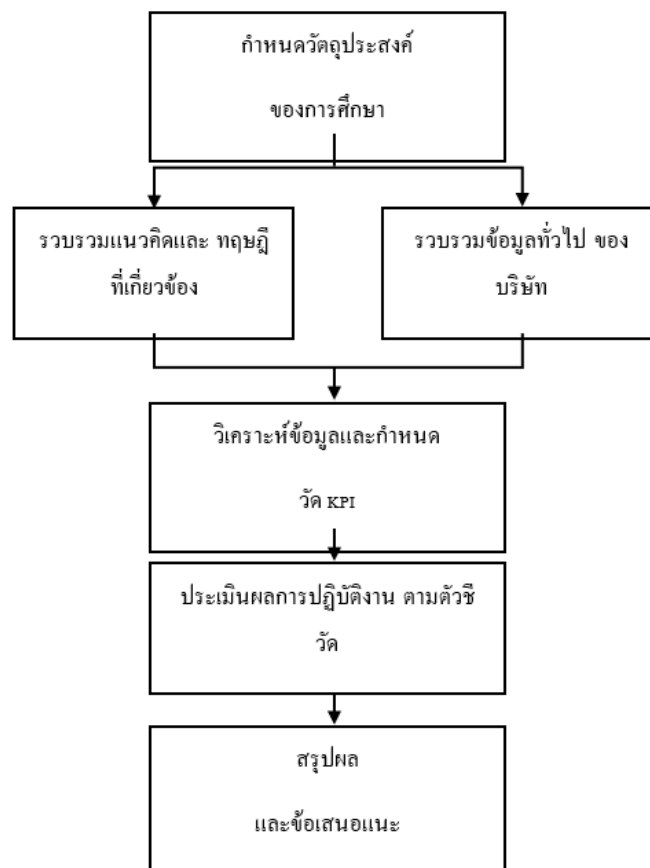 กำหนดวัตถุประสงค์
ของการศึกษา
รวบรวมแนวคิดและ ทฤษฎี
ที่เกี่ยวข้อง
รวบรวมข้อมูลทั่วไป ของ
บริษัท
วิเคราะห์ข้อมูลและกำหนด
วัด KPI
ประเมินผลการปฏิบัติงาน ตามตัวชี
วัด
สรุปผล
และข้อเสนอแนะ